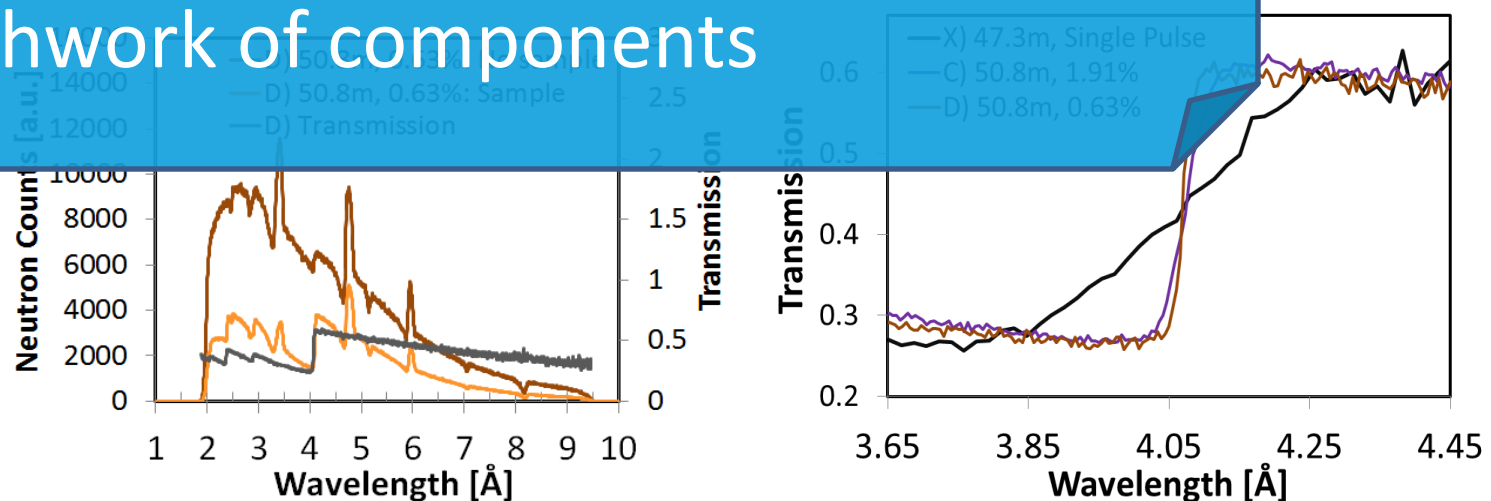 hwork of components
14000
12000
10000
8000
6000
4000
2000
0
Neutron Counts [a.u.]
D) 50.8m, 0.63%: Sample
D) Transmission
3
2.5
2
1.5
1
0.5
0
Transmission
1 2 3 4 5 6 7 8 9 10
Wavelength [Å]
X) 47.3m, Single Pulse
C) 50.8m, 1.91%
D) 50.8m, 0.63%
0.6
0.5
0.4
0.3
0.2
Transmission
3.65 3.85 4.05 4.25 4.45
Wavelength [Å]